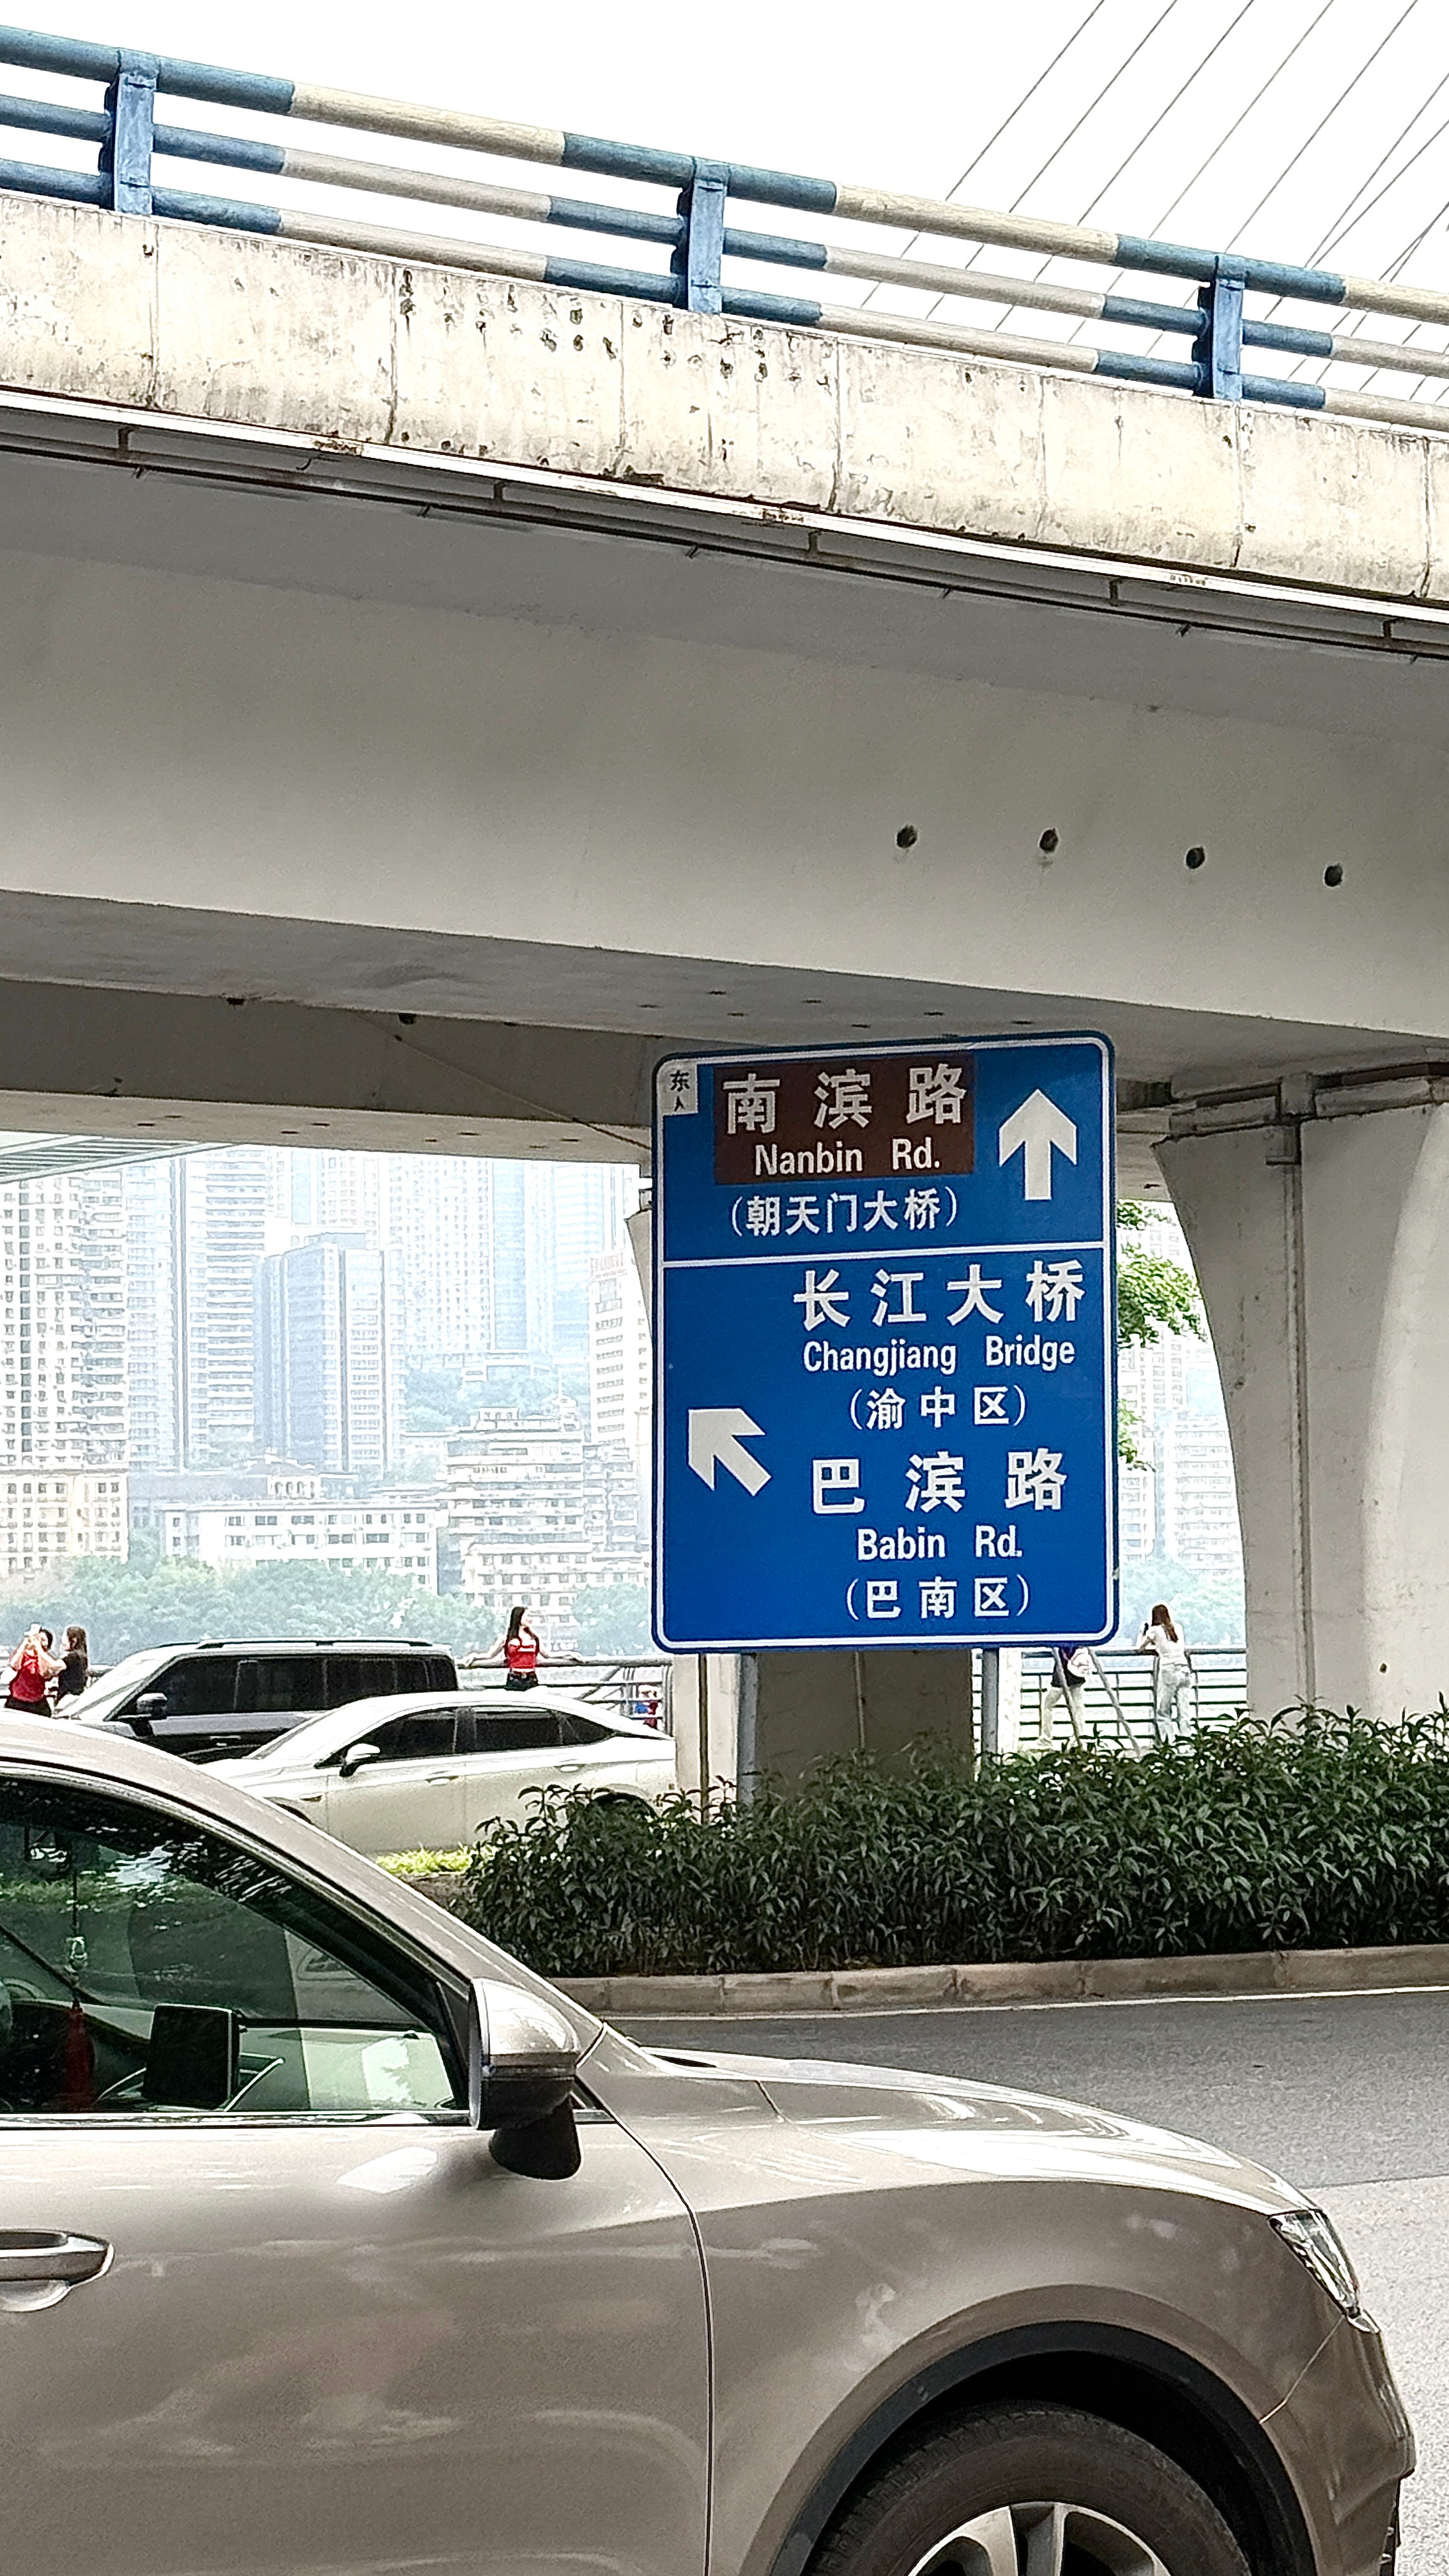 东
南滨路
Nanbin Rd.
(朝天门大桥)
长江大桥
Changjiang Bridge
(渝中区)
巴滨路
Babin Rd.
(巴南区)